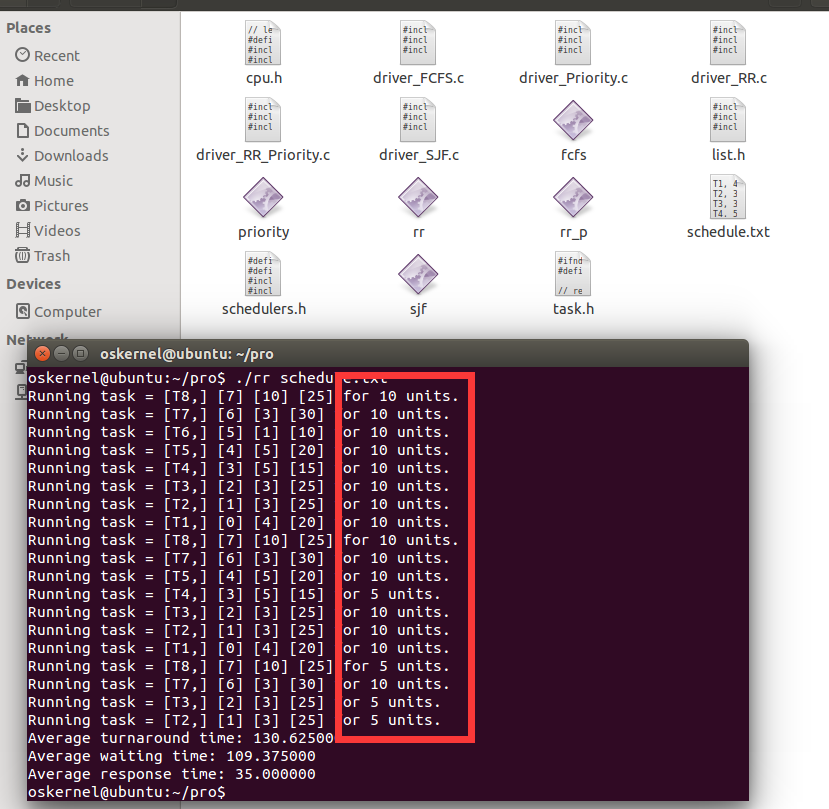 Places
Recent
Home
Desktop
Documents
Downloads
Music
Pictures
Videos
Trash
Devices
Computer
Network
// le
#defi
#incl
#incl
cpu.h
#incl
#incl
#incl
driver_FCFS.c
#incl
#incl
#incl
driver_Priority.c
#incl
#incl
#incl
driver_RR.c
#incl
#incl
#incl
driver_RR_Priority.c
#incl
#incl
#incl
driver_SJF.c
fcfs
#incl
#incl
#incl
list.h
priority
rr
rr_p
T1, 4
T2, 3
T3, 3
T4, 5
schedule.txt
#defi
#defi
#incl
#incl
schedulers.h
sjf
#ifnd
#defi
// re
task.h
oskernel@ubuntu: ~/pro
oskernel@ubuntu:~/pro$ ./rr schedule.txt
Running task = [T8,] [7] [10] [25] for 10 units.
Running task = [T7,] [6] [3] [30] or 10 units.
Running task = [T6,] [5] [1] [10] or 10 units.
Running task = [T5,] [4] [5] [20] or 10 units.
Running task = [T4,] [3] [5] [15] or 10 units.
Running task = [T3,] [2] [3] [25] or 10 units.
Running task = [T2,] [1] [3] [25] or 10 units.
Running task = [T1,] [0] [4] [20] or 10 units.
Running task = [T8,] [7] [10] [25] for 10 units.
Running task = [T7,] [6] [3] [30] or 10 units.
Running task = [T5,] [4] [5] [20] or 10 units.
Running task = [T4,] [3] [5] [15] or 5 units.
Running task = [T3,] [2] [3] [25] or 10 units.
Running task = [T2,] [1] [3] [25] or 10 units.
Running task = [T1,] [0] [4] [20] or 10 units.
Running task = [T8,] [7] [10] [25] for 5 units.
Running task = [T7,] [6] [3] [30] or 10 units.
Running task = [T3,] [2] [3] [25] or 5 units.
Running task = [T2,] [1] [3] [25] or 5 units.
Average turnaround time: 130.62500
Average waiting time: 109.375000
Average response time: 35.000000
oskernel@ubuntu:~/pro$